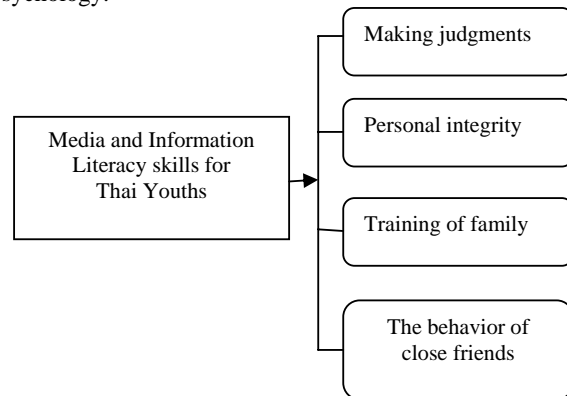 sychology.
Making judgments
Media and Information
Literacy skills for
Thai Youths
Personal integrity
Training of family
The behavior of
close friends